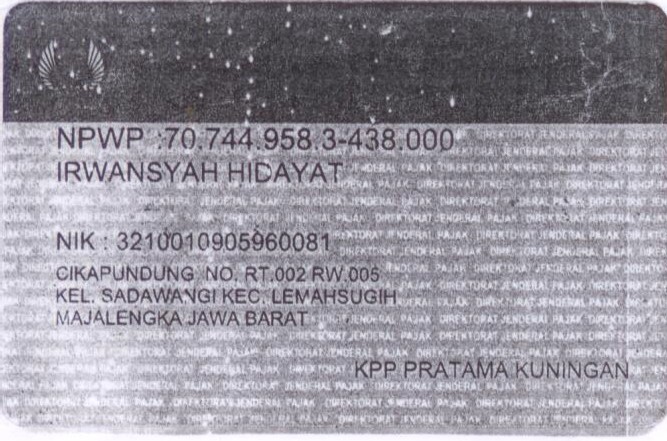 NPWP :70.744.958.3-438.000
IRWANSYAH HIDAYAT
NIK : 3210010905960081
CIKAPUNDUNG NO. RT.002 RW.005
KEL. SADAWANGI KEC. LEMAHSUGIH
MAJALENGKA JAWA BARAT
KPP PRATAMA KUNINGAN